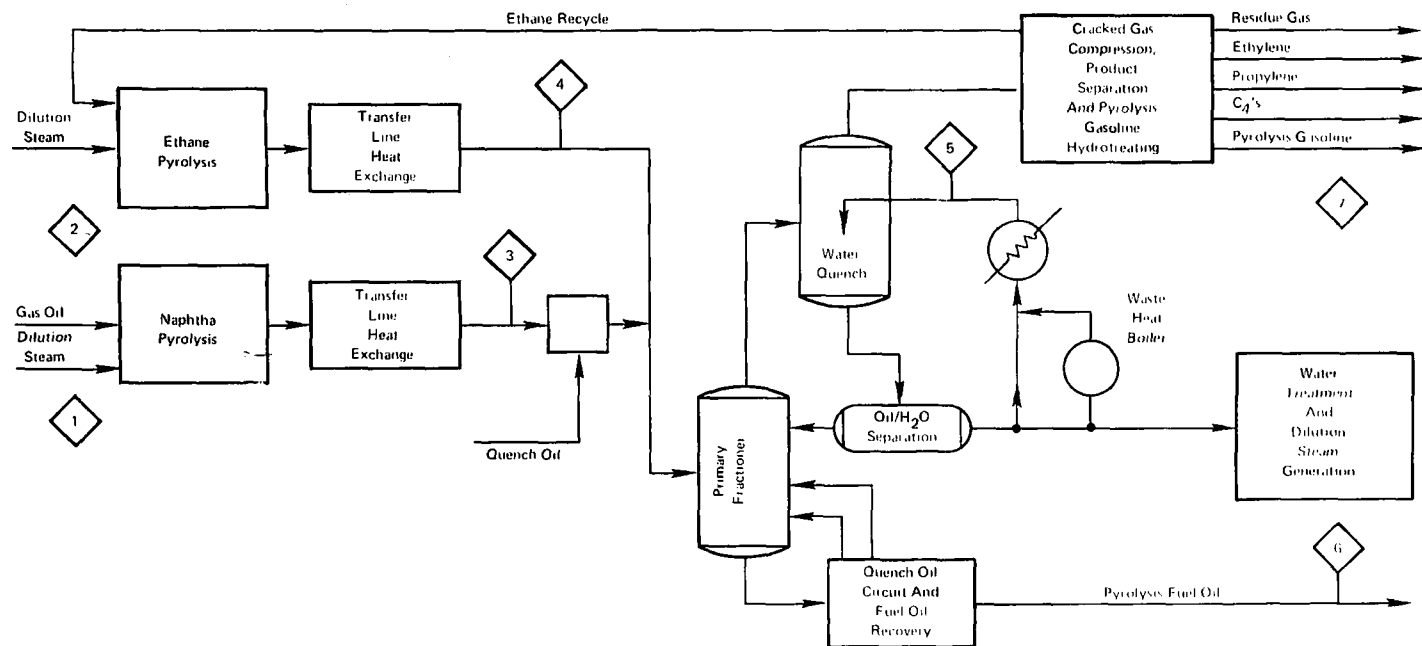 Ethane Recycle
Cracked Gas
Compression,
Product
Separation
And Pyrolysis
Gasoline
Hydrotreating
Residue Gas
Ethylene
Propylene
C4's
Pyrolysis Gasoline
Dilution
Steam
Ethane
Pyrolysis
Transfer
Line
Heat
Exchange
4
5
2
7
Gas Oil
Dilution
Steam
Naphtha
Pyrolysis
Transfer
Line
Heat
Exchange
3
Water
Quench
Waste
Heat
Boiler
1
Quench Oil
Primary
Fractioner
Oil/H2O
Separation
Water
Treatment
And
Dilution
Steam
Generation
Quench Oil
Circuit And
Fuel Oil
Recovery
Pyrolysis Fuel Oil
6